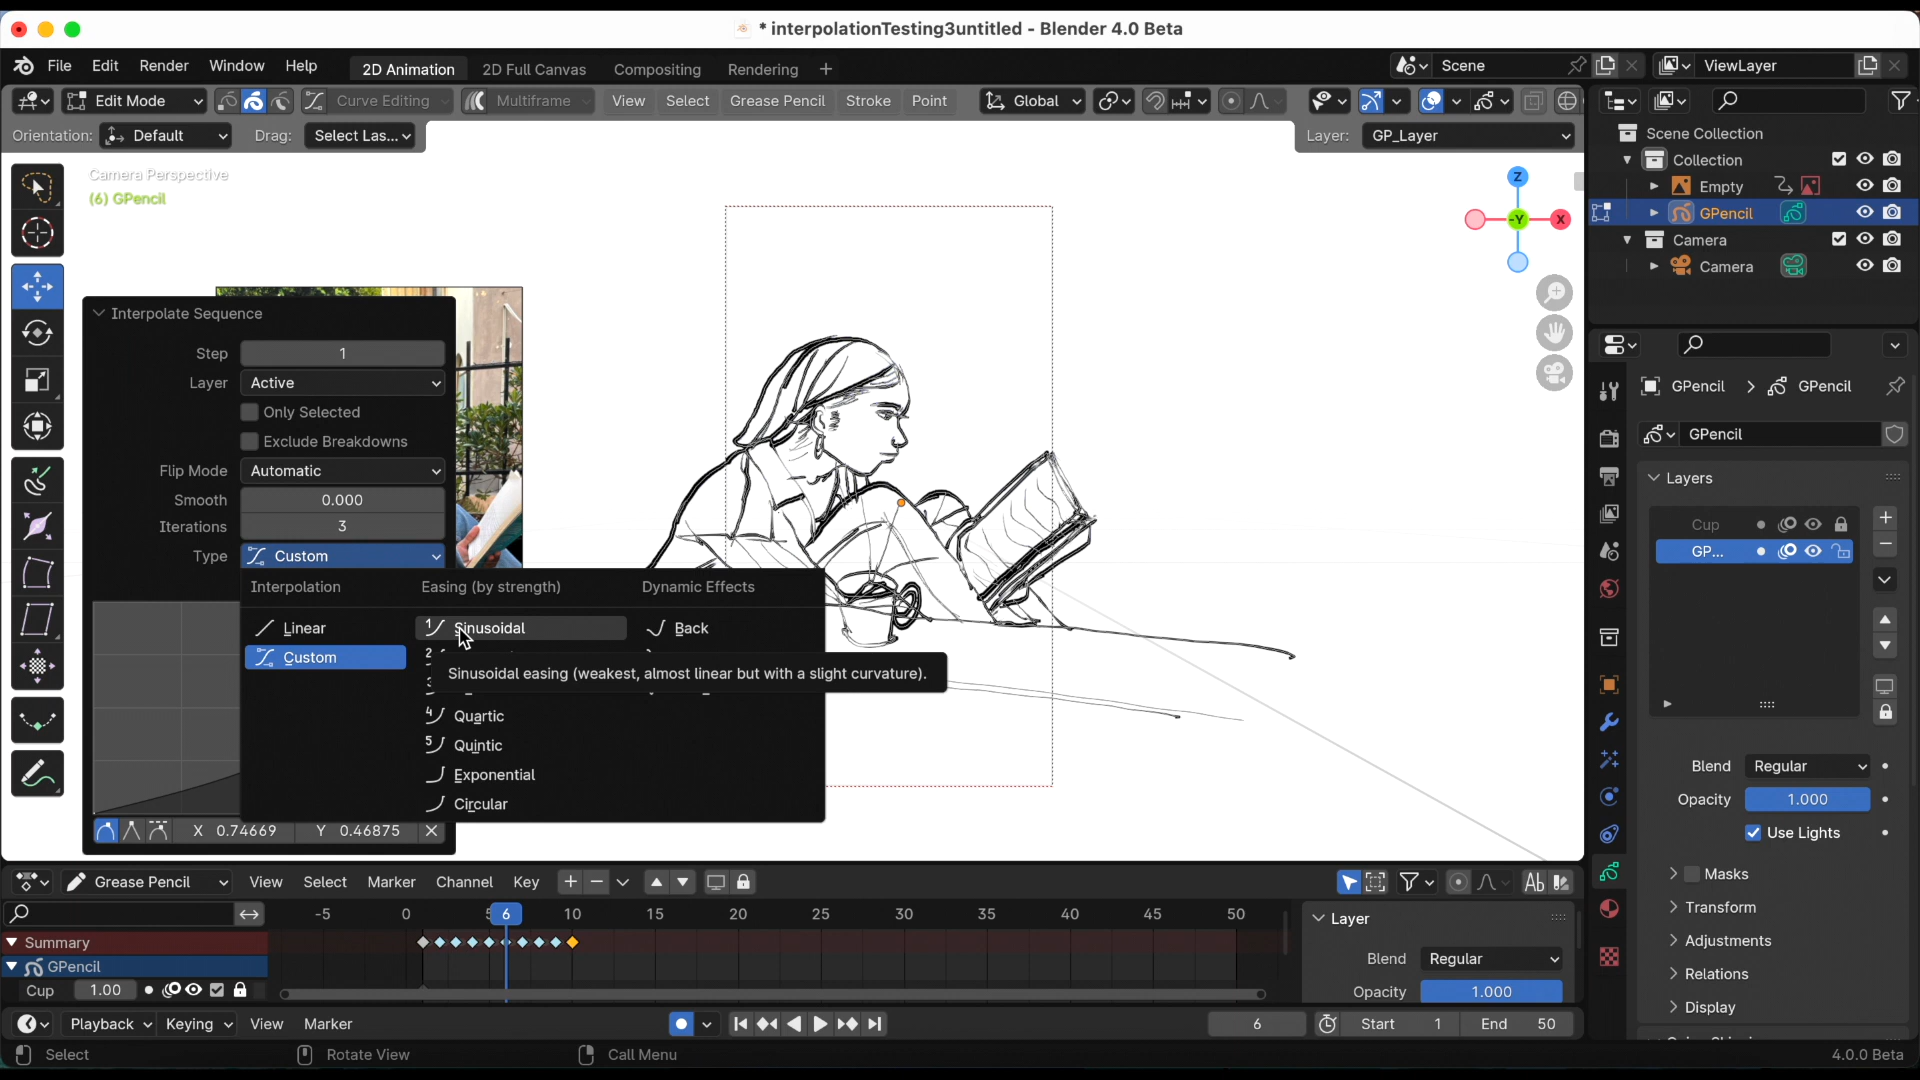 * interpolationTesting3untitled - Blender 4.0 Beta
File Edit Render Window Help 2D Animation 2D Full Canvas Compositing Rendering + Scene ViewLayer
Edit Mode Curve Editing Multiframe View Select Grease Pencil Stroke Point Global
Orientation: Default Drag: Select Las... Layer: GP_Layer
Scene Collection
Collection
Empty
GPencil
Camera
Camera
Camera Perspective
(6) GPencil
Z
-Y X
Interpolate Sequence
Step 1
Layer Active
Only Selected
Exclude Breakdowns
Flip Mode Automatic
Smooth 0.000
Iterations 3
Type Custom
Interpolation Easing (by strength) Dynamic Effects
Linear 1 Sinusoidal Back
Custom 2
Sinusoidal easing (weakest, almost linear but with a slight curvature).
3
4 Quartic
5 Quintic
Exponential
Circular
X 0.74669 Y 0.46875
GPencil > GPencil
GPencil
Layers
Cup
GP...
Blend Regular
Opacity 1.000
Use Lights
Masks
Transform
Adjustments
Relations
Display
Grease Pencil View Select Marker Channel Key
-5 0 5 6 10 15 20 25 30 35 40 45 50
Summary
GPencil
Cup 1.00
Layer
Blend Regular
Opacity 1.000
Playback Keying View Marker 6 Start 1 End 50
Select Rotate View Call Menu 4.0.0 Beta